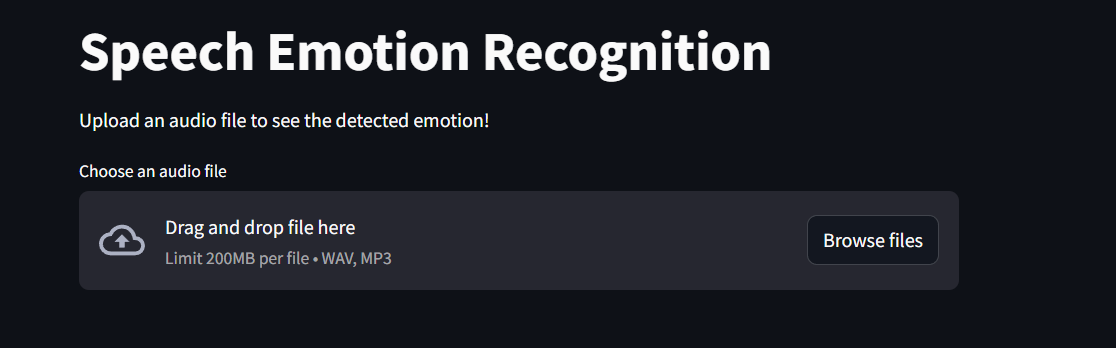 Speech Emotion Recognition
Upload an audio file to see the detected emotion!
Choose an audio file
Drag and drop file here
Limit 200MB per file • WAV, MP3
Browse files